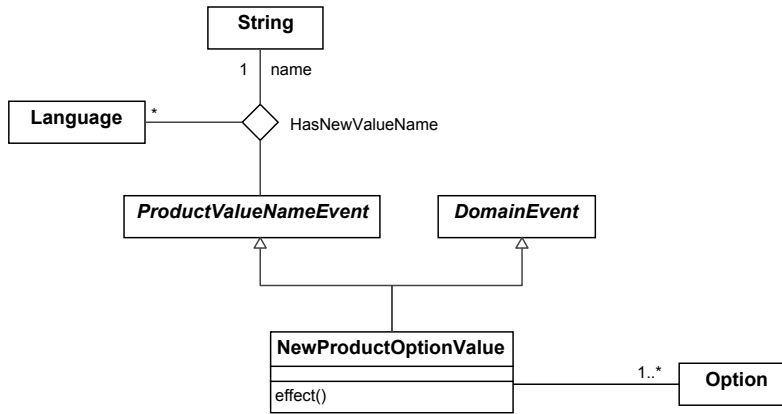 String
1 name
Language
*
HasNewValueName
ProductValueNameEvent
DomainEvent
NewProductOptionValue
effect()
1..*
Option